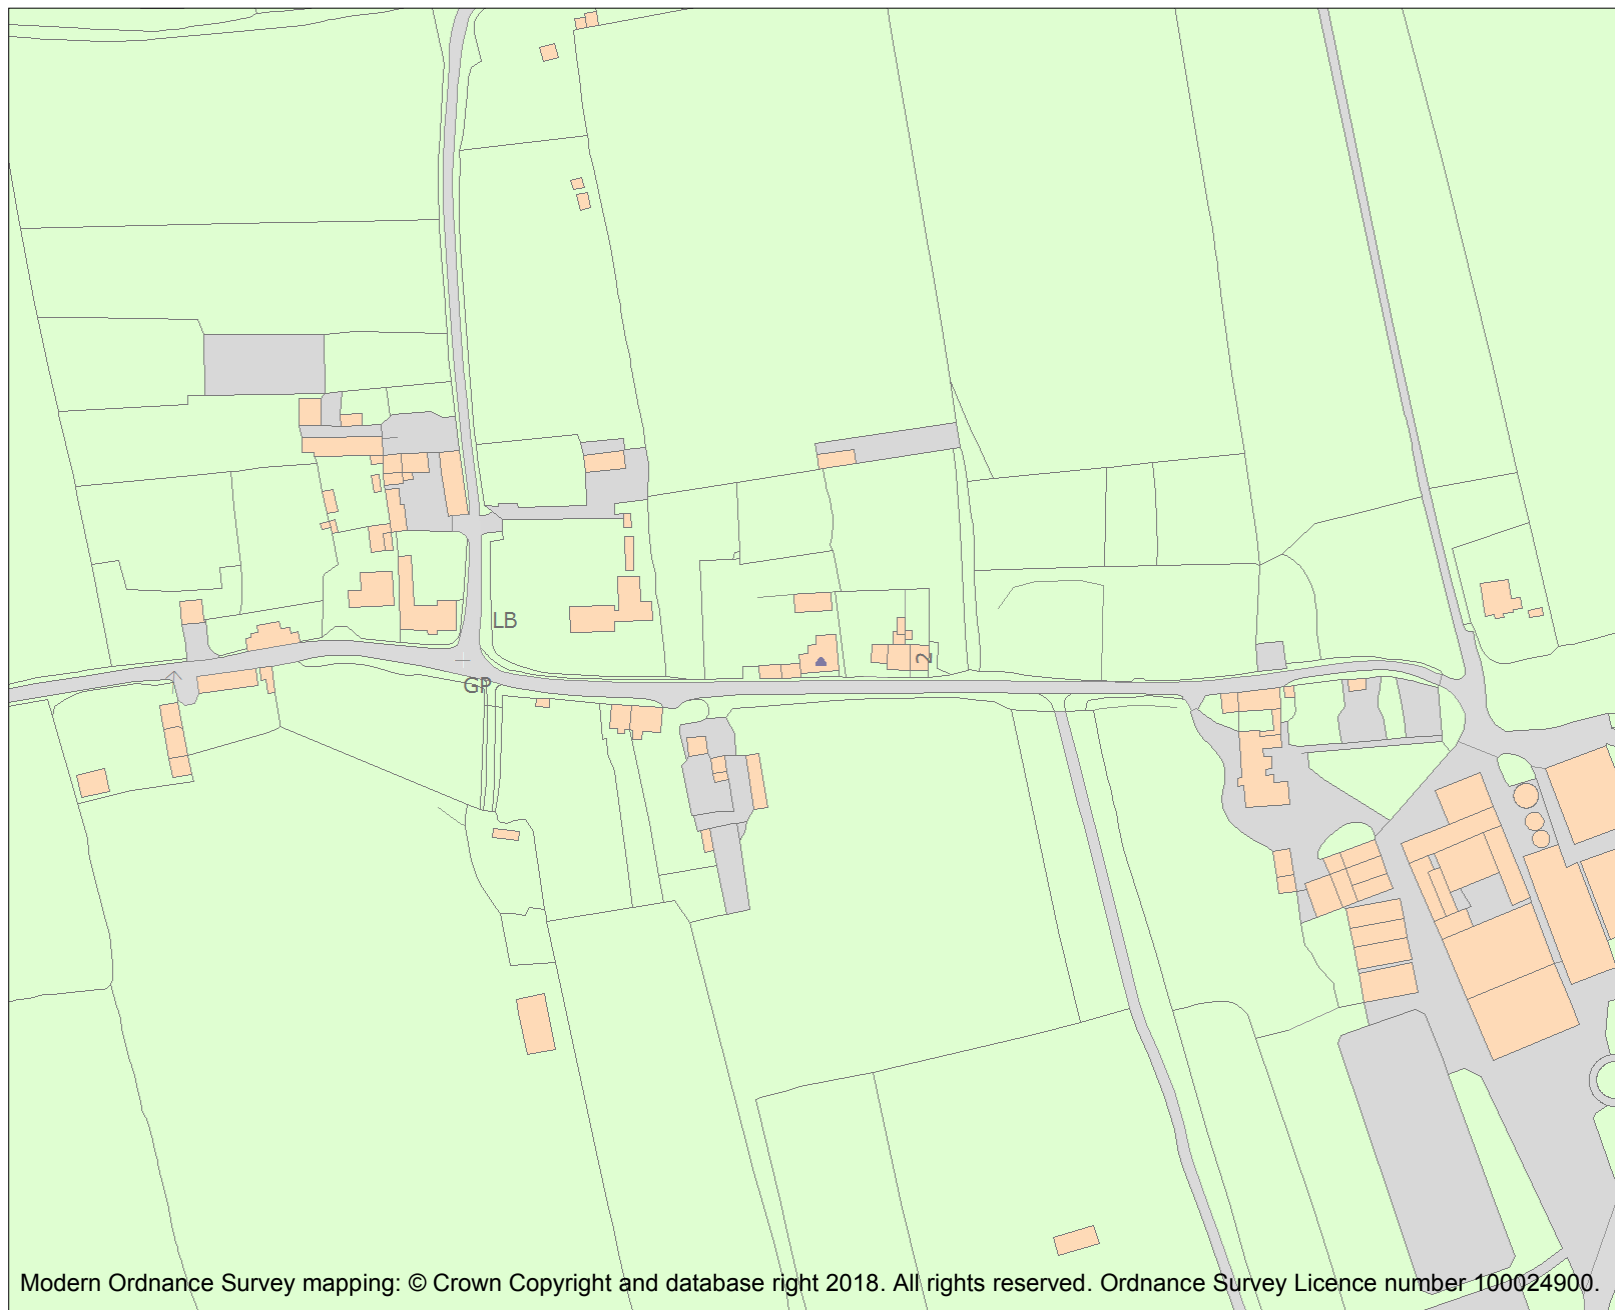 LB
2
GP
Modern Ordnance Survey mapping: © Crown Copyright and database right 2018. All rights reserved. Ordnance Survey Licence number 100024900.